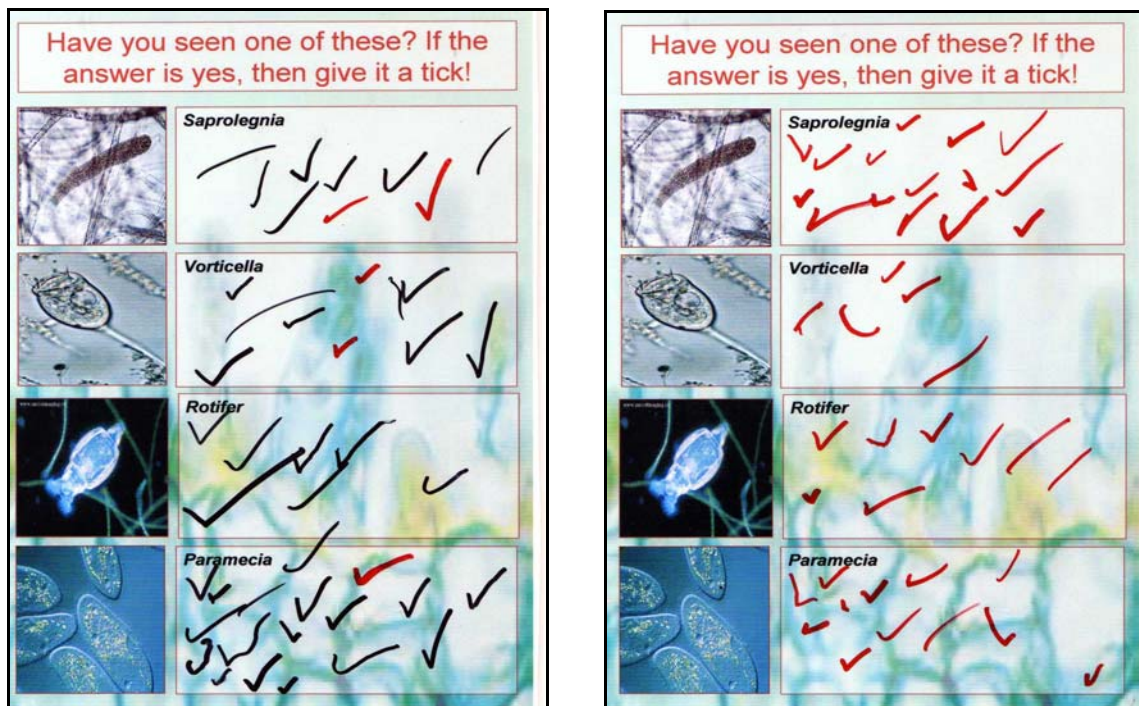 Have you seen one of these? If the
answer is yes, then give it a tick!
Saprolegnia
Vorticella
Rotifer
Paramecia
Have you seen one of these? If the
answer is yes, then give it a tick!
Saprolegnia
Vorticella
Rotifer
Paramecia